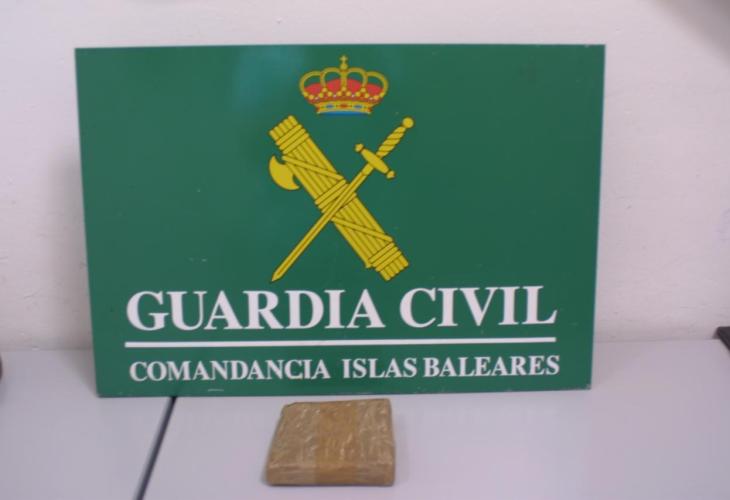 GUARDIA CIVIL
COMANDANCIA ISLAS BALEARES